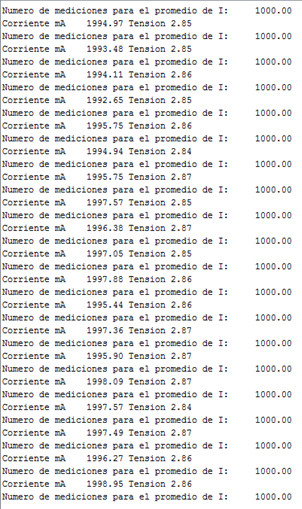 Numero de mediciones para el promedio de I: 1000.00
Corriente mA 1994.97 Tension 2.85
Numero de mediciones para el promedio de I: 1000.00
Corriente mA 1993.48 Tension 2.85
Numero de mediciones para el promedio de I: 1000.00
Corriente mA 1994.11 Tension 2.86
Numero de mediciones para el promedio de I: 1000.00
Corriente mA 1992.65 Tension 2.85
Numero de mediciones para el promedio de I: 1000.00
Corriente mA 1995.75 Tension 2.86
Numero de mediciones para el promedio de I: 1000.00
Corriente mA 1994.94 Tension 2.84
Numero de mediciones para el promedio de I: 1000.00
Corriente mA 1995.75 Tension 2.87
Numero de mediciones para el promedio de I: 1000.00
Corriente mA 1997.57 Tension 2.85
Numero de mediciones para el promedio de I: 1000.00
Corriente mA 1996.38 Tension 2.87
Numero de mediciones para el promedio de I: 1000.00
Corriente mA 1997.05 Tension 2.85
Numero de mediciones para el promedio de I: 1000.00
Corriente mA 1997.88 Tension 2.86
Numero de mediciones para el promedio de I: 1000.00
Corriente mA 1995.44 Tension 2.86
Numero de mediciones para el promedio de I: 1000.00
Corriente mA 1997.36 Tension 2.87
Numero de mediciones para el promedio de I: 1000.00
Corriente mA 1995.90 Tension 2.87
Numero de mediciones para el promedio de I: 1000.00
Corriente mA 1998.09 Tension 2.87
Numero de mediciones para el promedio de I: 1000.00
Corriente mA 1997.57 Tension 2.84
Numero de mediciones para el promedio de I: 1000.00
Corriente mA 1997.49 Tension 2.87
Numero de mediciones para el promedio de I: 1000.00
Corriente mA 1996.27 Tension 2.86
Numero de mediciones para el promedio de I: 1000.00
Corriente mA 1998.95 Tension 2.86
Numero de mediciones para el promedio de I: 1000.00